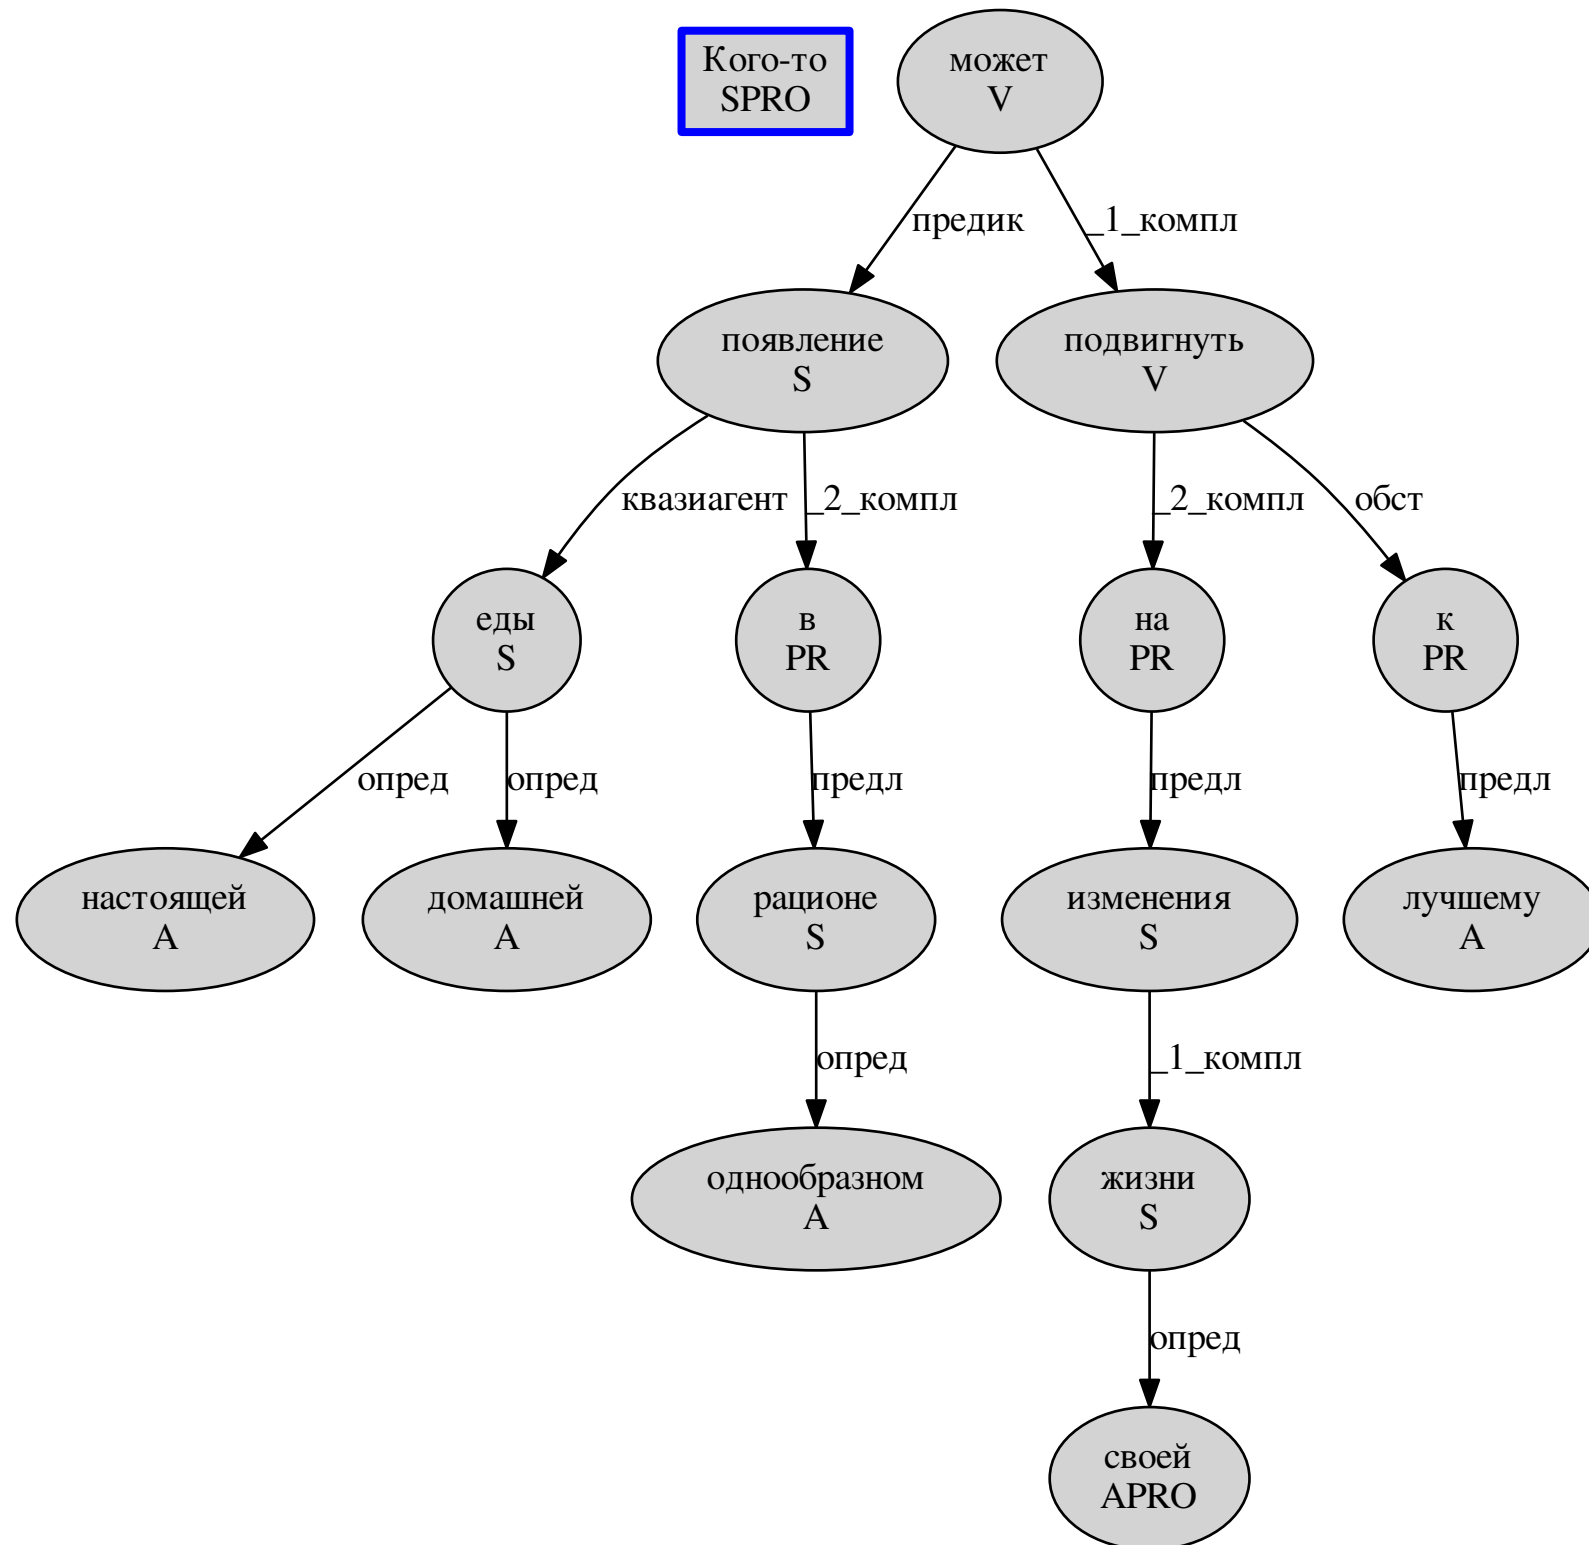 Кого-то
SPRO
может
V
предик
_1_компл
появление
S
подвигнуть
V
квазиагент
_2_компл
_2_компл
обст
еды
S
в
PR
на
PR
к
PR
опред
опред
предл
предл
предл
настоящей
A
домашней
A
рационе
S
изменения
S
лучшему
A
опред
_1_компл
однообразном
A
жизни
S
опред
своей
APRO